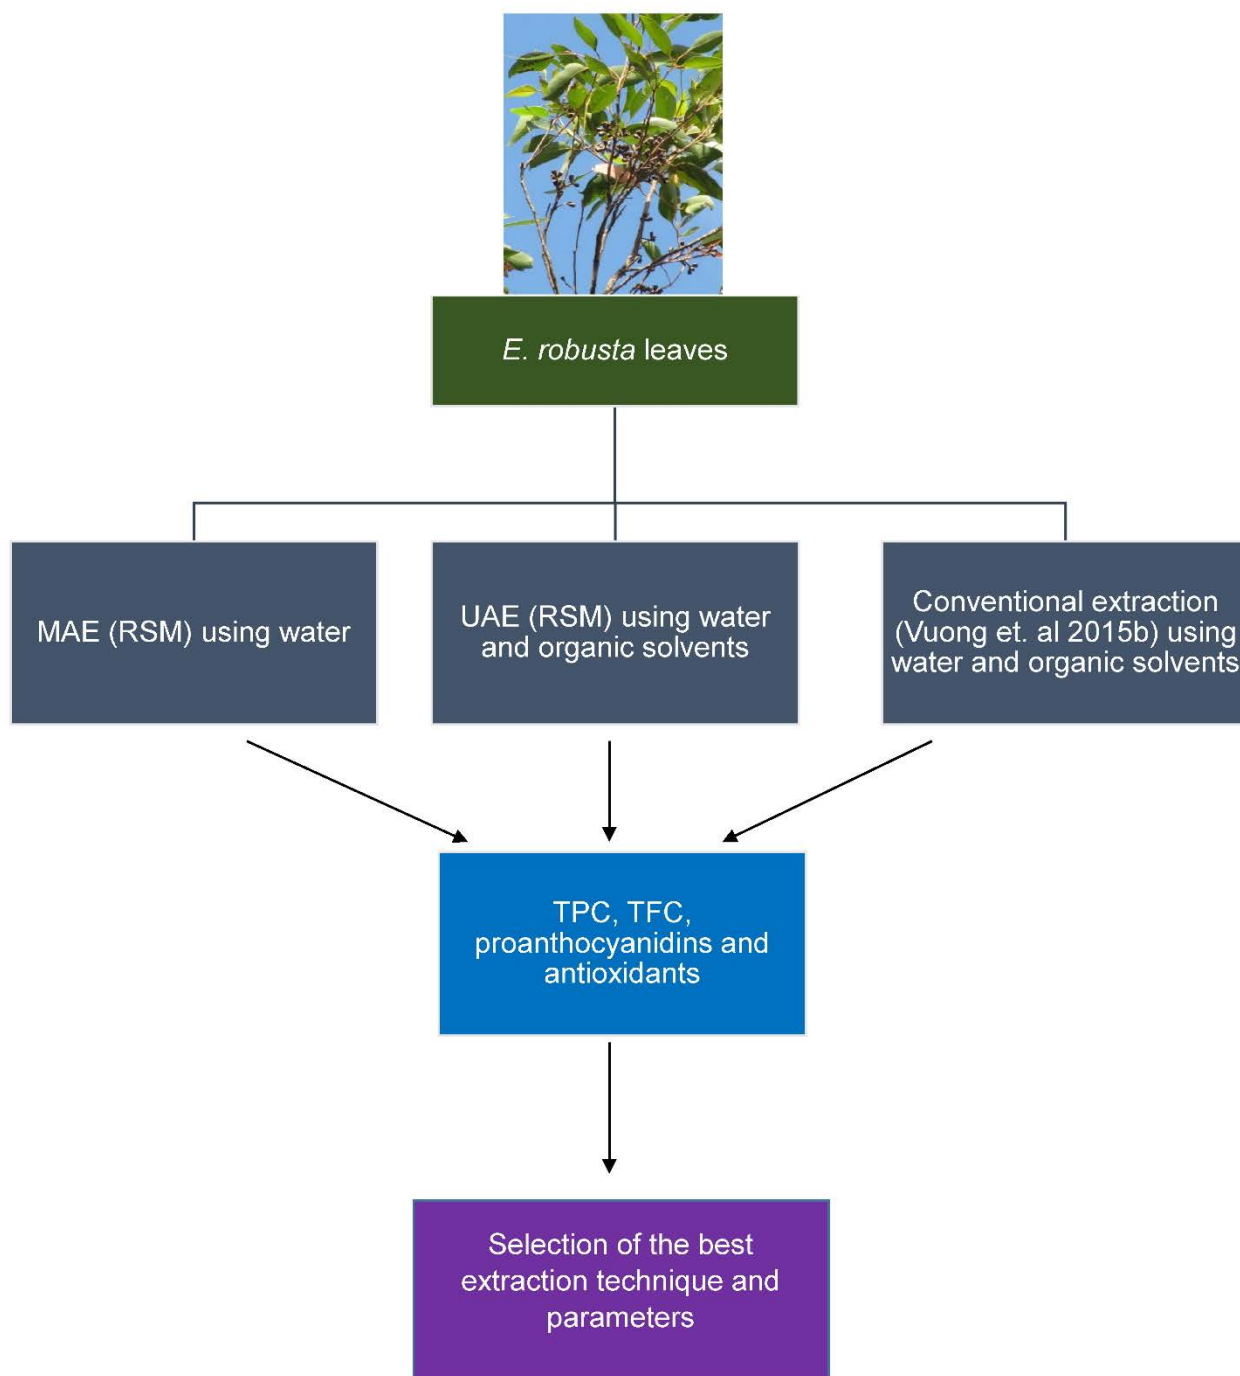 E. robusta leaves
MAE (RSM) using water
UAE (RSM) using water
and organic solvents
Conventional extraction
(Vuong et. al 2015b) using
water and organic solvents
TPC, TFC,
proanthocyanidins and
antioxidants
Selection of the best
extraction technique and
parameters